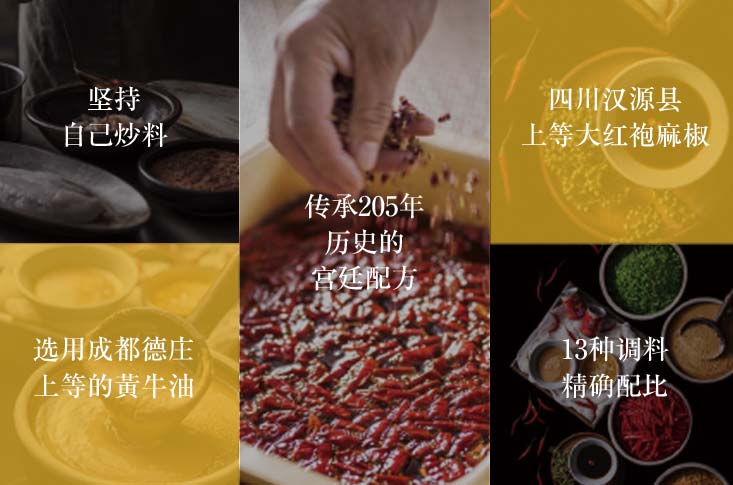 坚持
自己炒料
传承205年
历史的
宫廷配方
四川汉源县
上等大红袍麻椒
选用成都德庄
上等的黃牛油
13种调料
精确配比